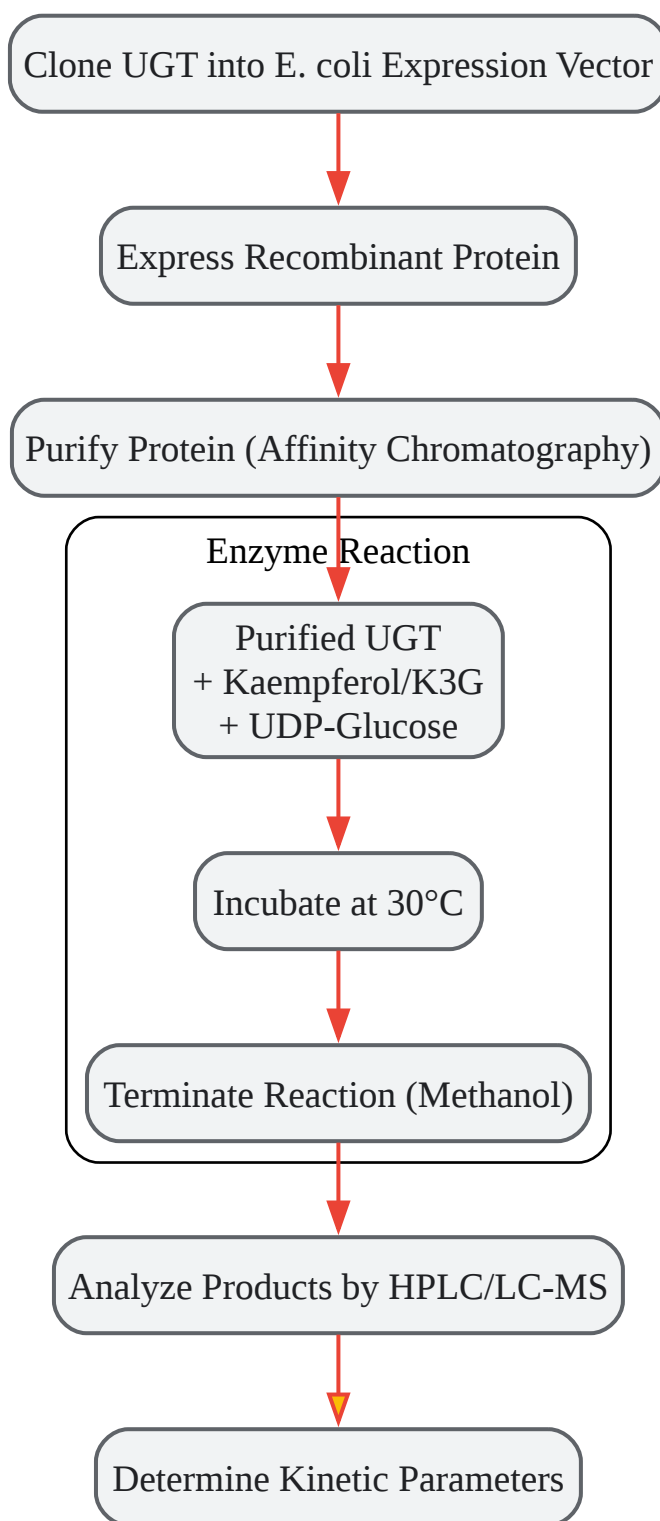 Clone UGT into E. coli Expression Vector
Express Recombinant Protein
Purify Protein (Affinity Chromatography)
Enzyme Reaction
Purified UGT
+ Kaempferol/K3G
+ UDP-Glucose
Incubate at 30°C
Terminate Reaction (Methanol)
Analyze Products by HPLC/LC-MS
Determine Kinetic Parameters